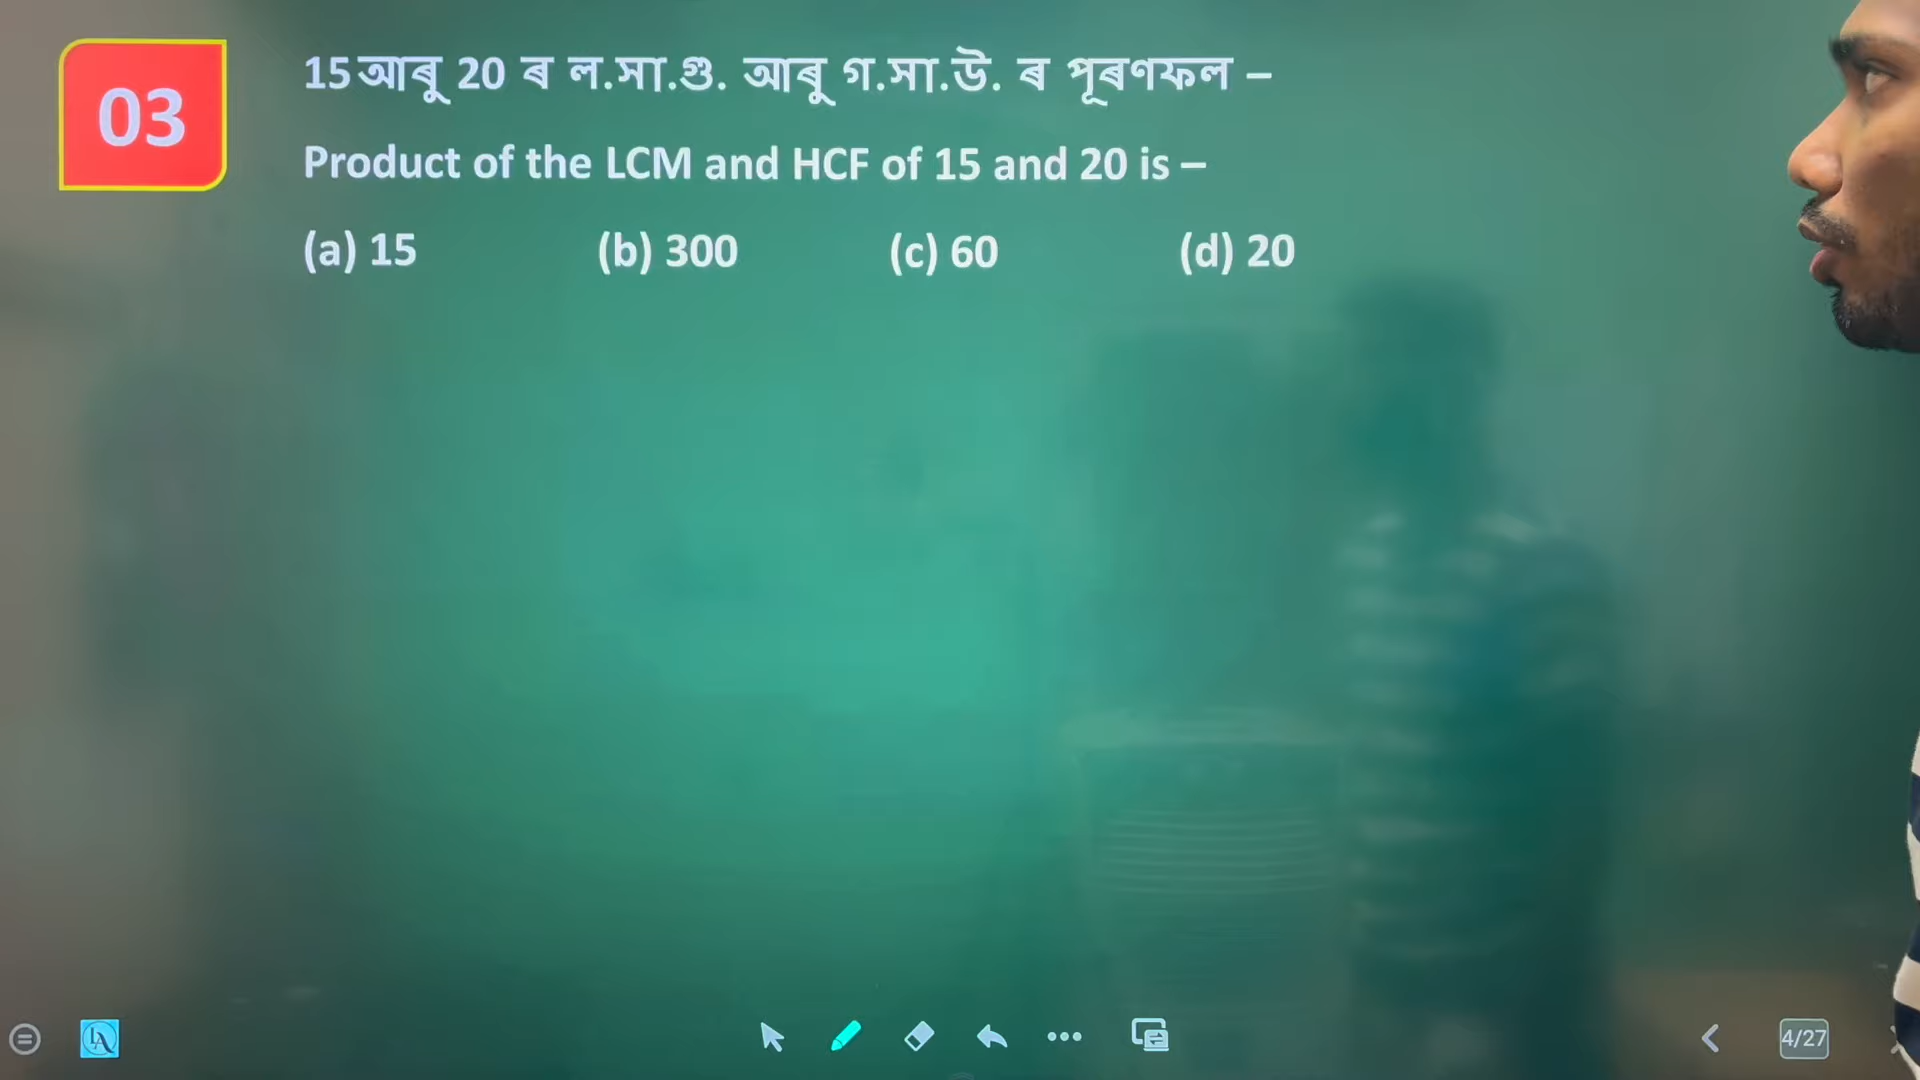 03
15 আৰু 20 ৰ ল.সা.গু. আৰু গ.সা.উ. ৰ পূৰণফল –
Product of the LCM and HCF of 15 and 20 is –
(a) 15 (b) 300 (c) 60 (d) 20
4/27